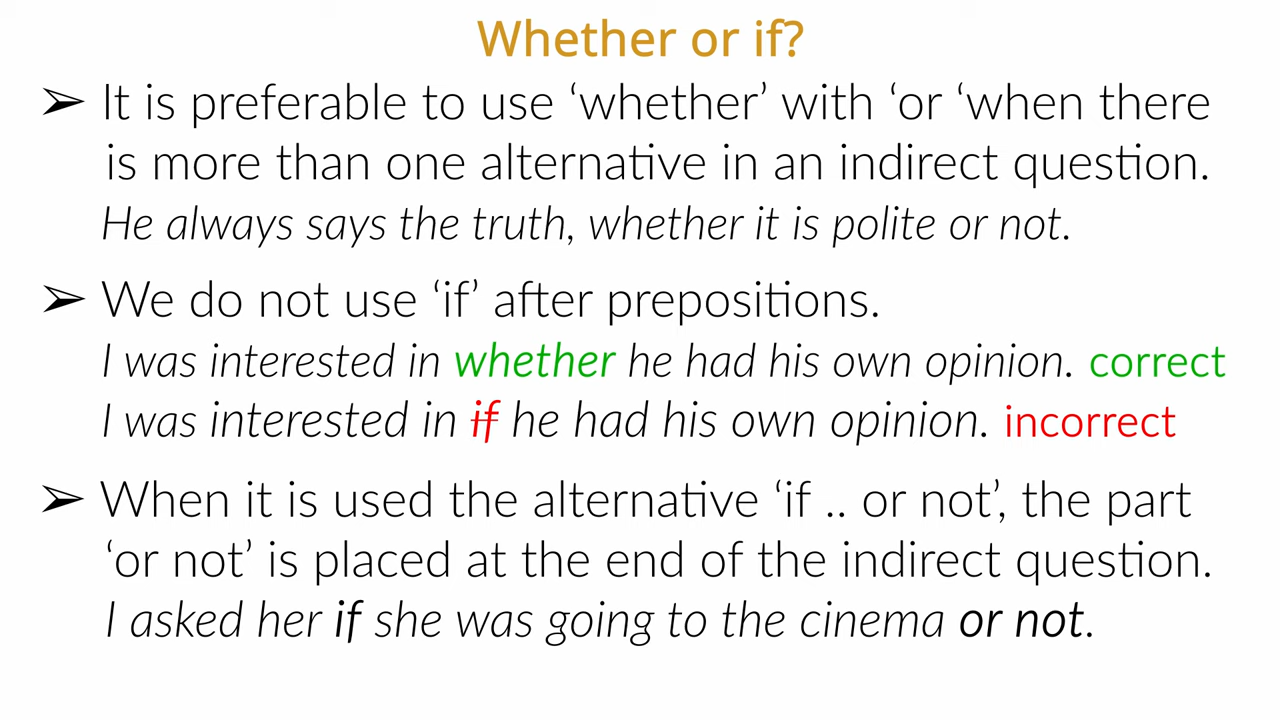 Whether or if?
➢ It is preferable to use ‘whether’ with ‘or ‘when there
is more than one alternative in an indirect question.
He always says the truth, whether it is polite or not.
➢ We do not use ‘if’ after prepositions.
I was interested in whether he had his own opinion. correct
I was interested in if he had his own opinion. incorrect
➢ When it is used the alternative ‘if .. or not’, the part
‘or not’ is placed at the end of the indirect question.
I asked her if she was going to the cinema or not.